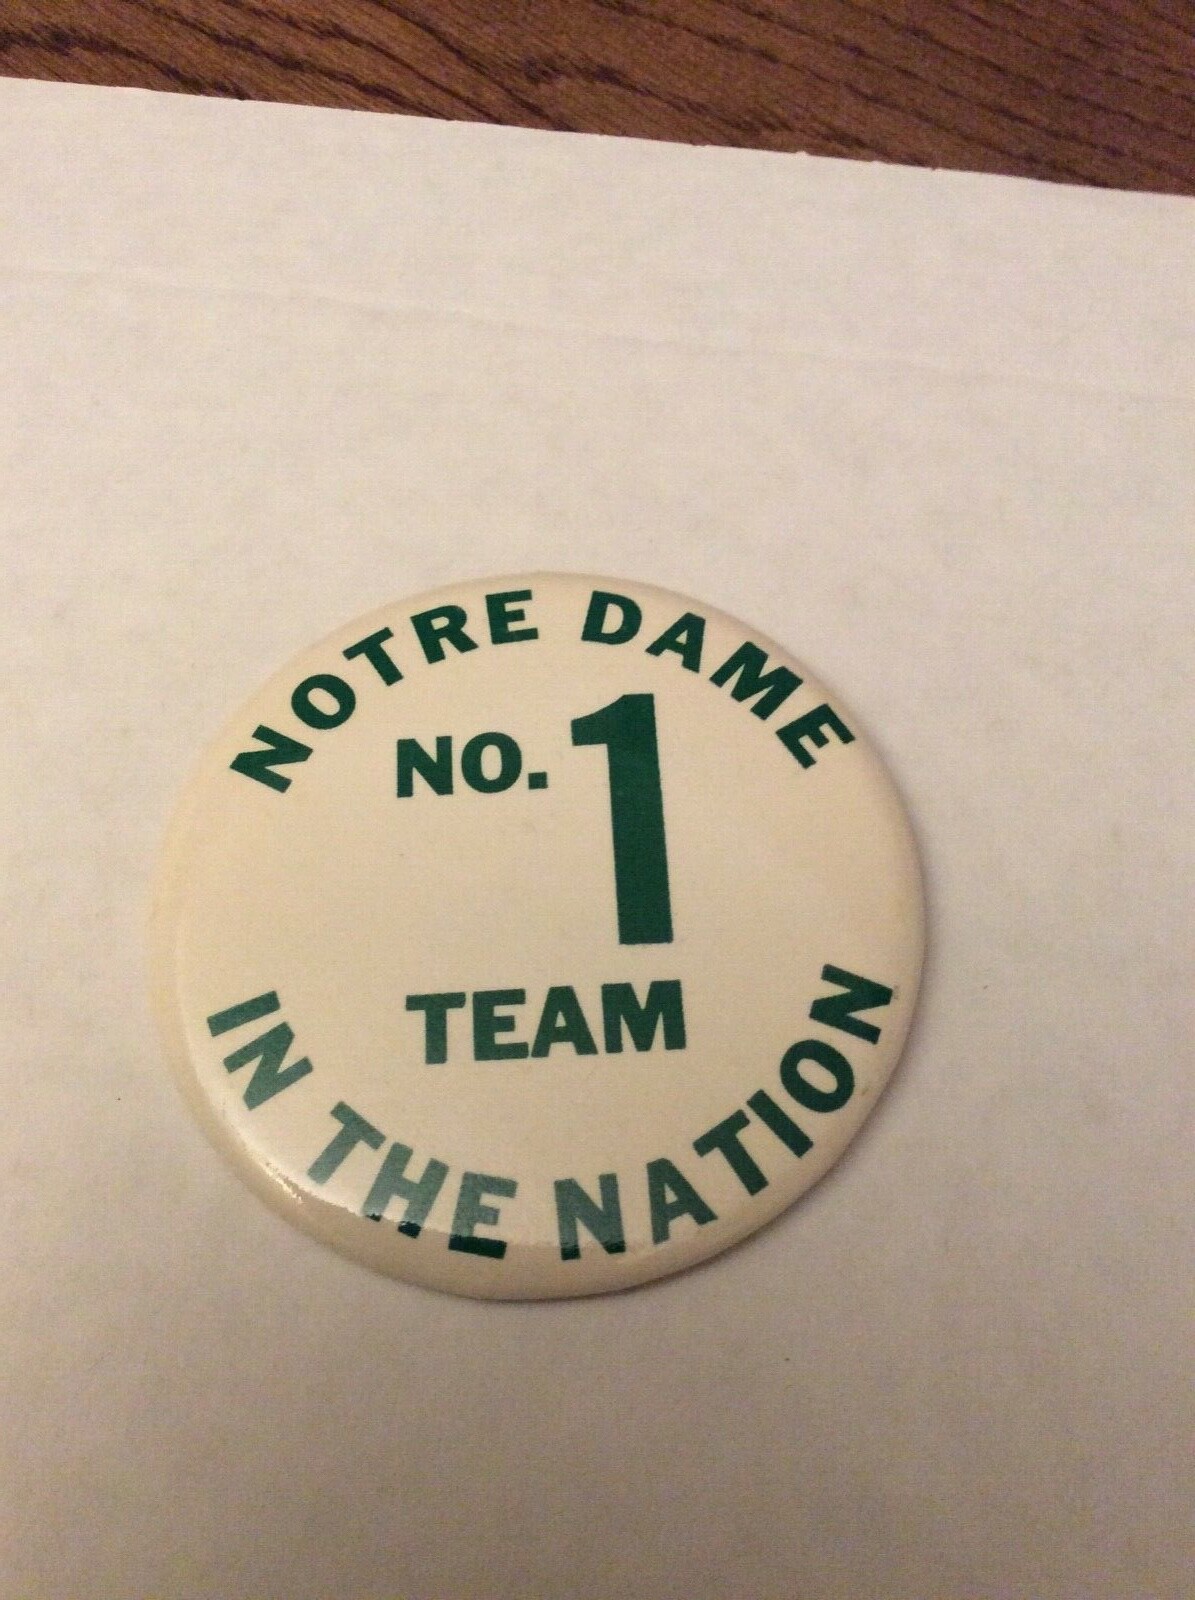 NOTRE DAME
NO. 1
TEAM
IN THE NATION